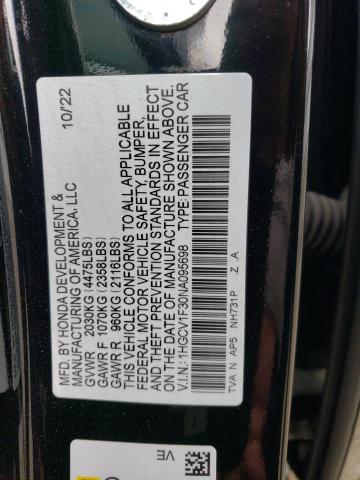 MFD. BY HONDA DEVELOPMENT & 10/22
MANUFACTURING OF AMERICA, LLC
GVWR 2030KG (4475LBS)
GAWR F 1070KG (2358LBS)
GAWR R 960KG (2116LBS)
THIS VEHICLE CONFORMS TO ALL APPLICABLE
FEDERAL MOTOR VEHICLE SAFETY, BUMPER,
AND THEFT PREVENTION STANDARDS IN EFFECT
ON THE DATE OF MANUFACTURE SHOWN ABOVE.
V.I.N.:1HGCV1F30NA095698 TYPE:PASSENGER CAR
TVA N AP5 NH731P Z A
VE